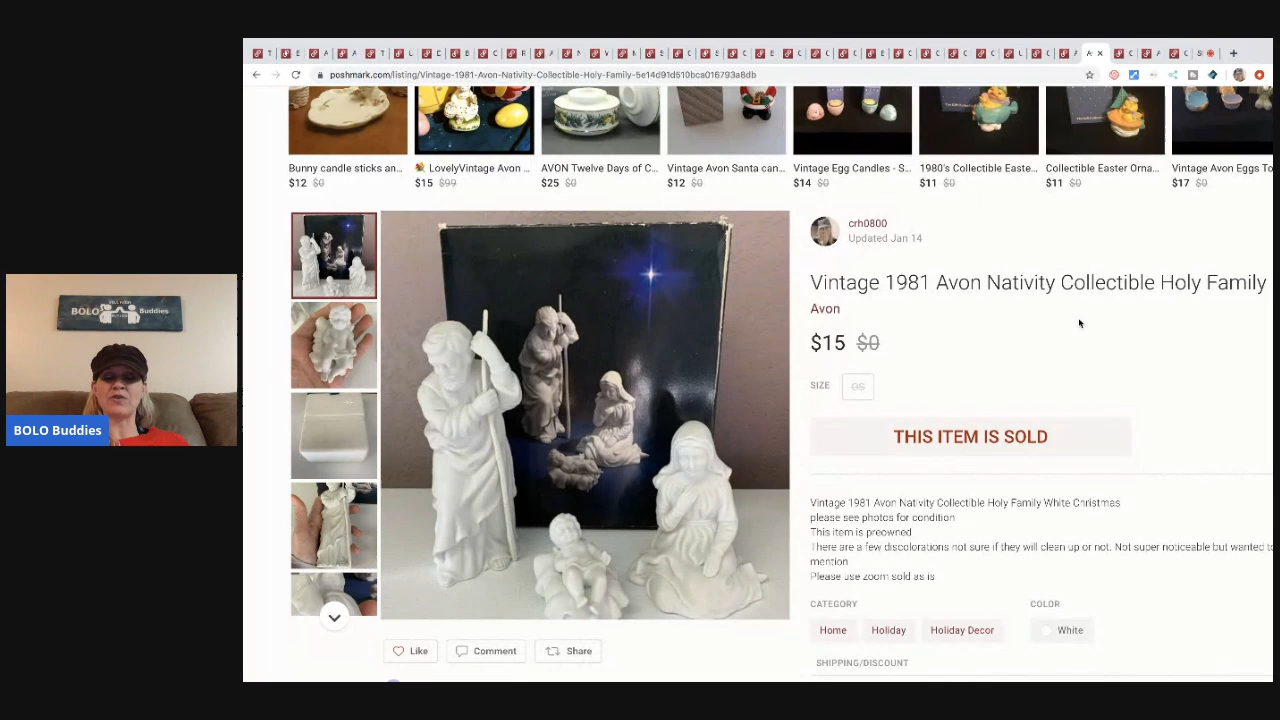 poshmark.com/listing/Vintage-1981-Avon-Nativity-Collectible-Holy-Family-5e14d91d510bca016793a8db
Bunny candle sticks an...
$12 $0
LovelyVintage Avon ...
$15 $99
AVON Twelve Days of C...
$25 $0
Vintage Avon Santa can...
$12 $0
Vintage Egg Candles - S...
$14 $0
1980's Collectible Easte...
$11 $0
Collectible Easter Orna...
$11 $0
Vintage Avon Eggs To
$17 $0
crh0800
Updated Jan 14
Vintage 1981 Avon Nativity Collectible Holy Family
Avon
$15 $0
SIZE OS
THIS ITEM IS SOLD
Vintage 1981 Avon Nativity Collectible Holy Family White Christmas
please see photos for condition
This item is preowned
There are a few discolorations not sure if they will clean up or not. Not super noticeable but wanted to
mention
Please use zoom sold as is
CATEGORY
COLOR
Home
Holiday
Holiday Decor
White
SHIPPING/DISCOUNT
Like
Comment
Share
BOLO
Buddies
BOLO Buddies